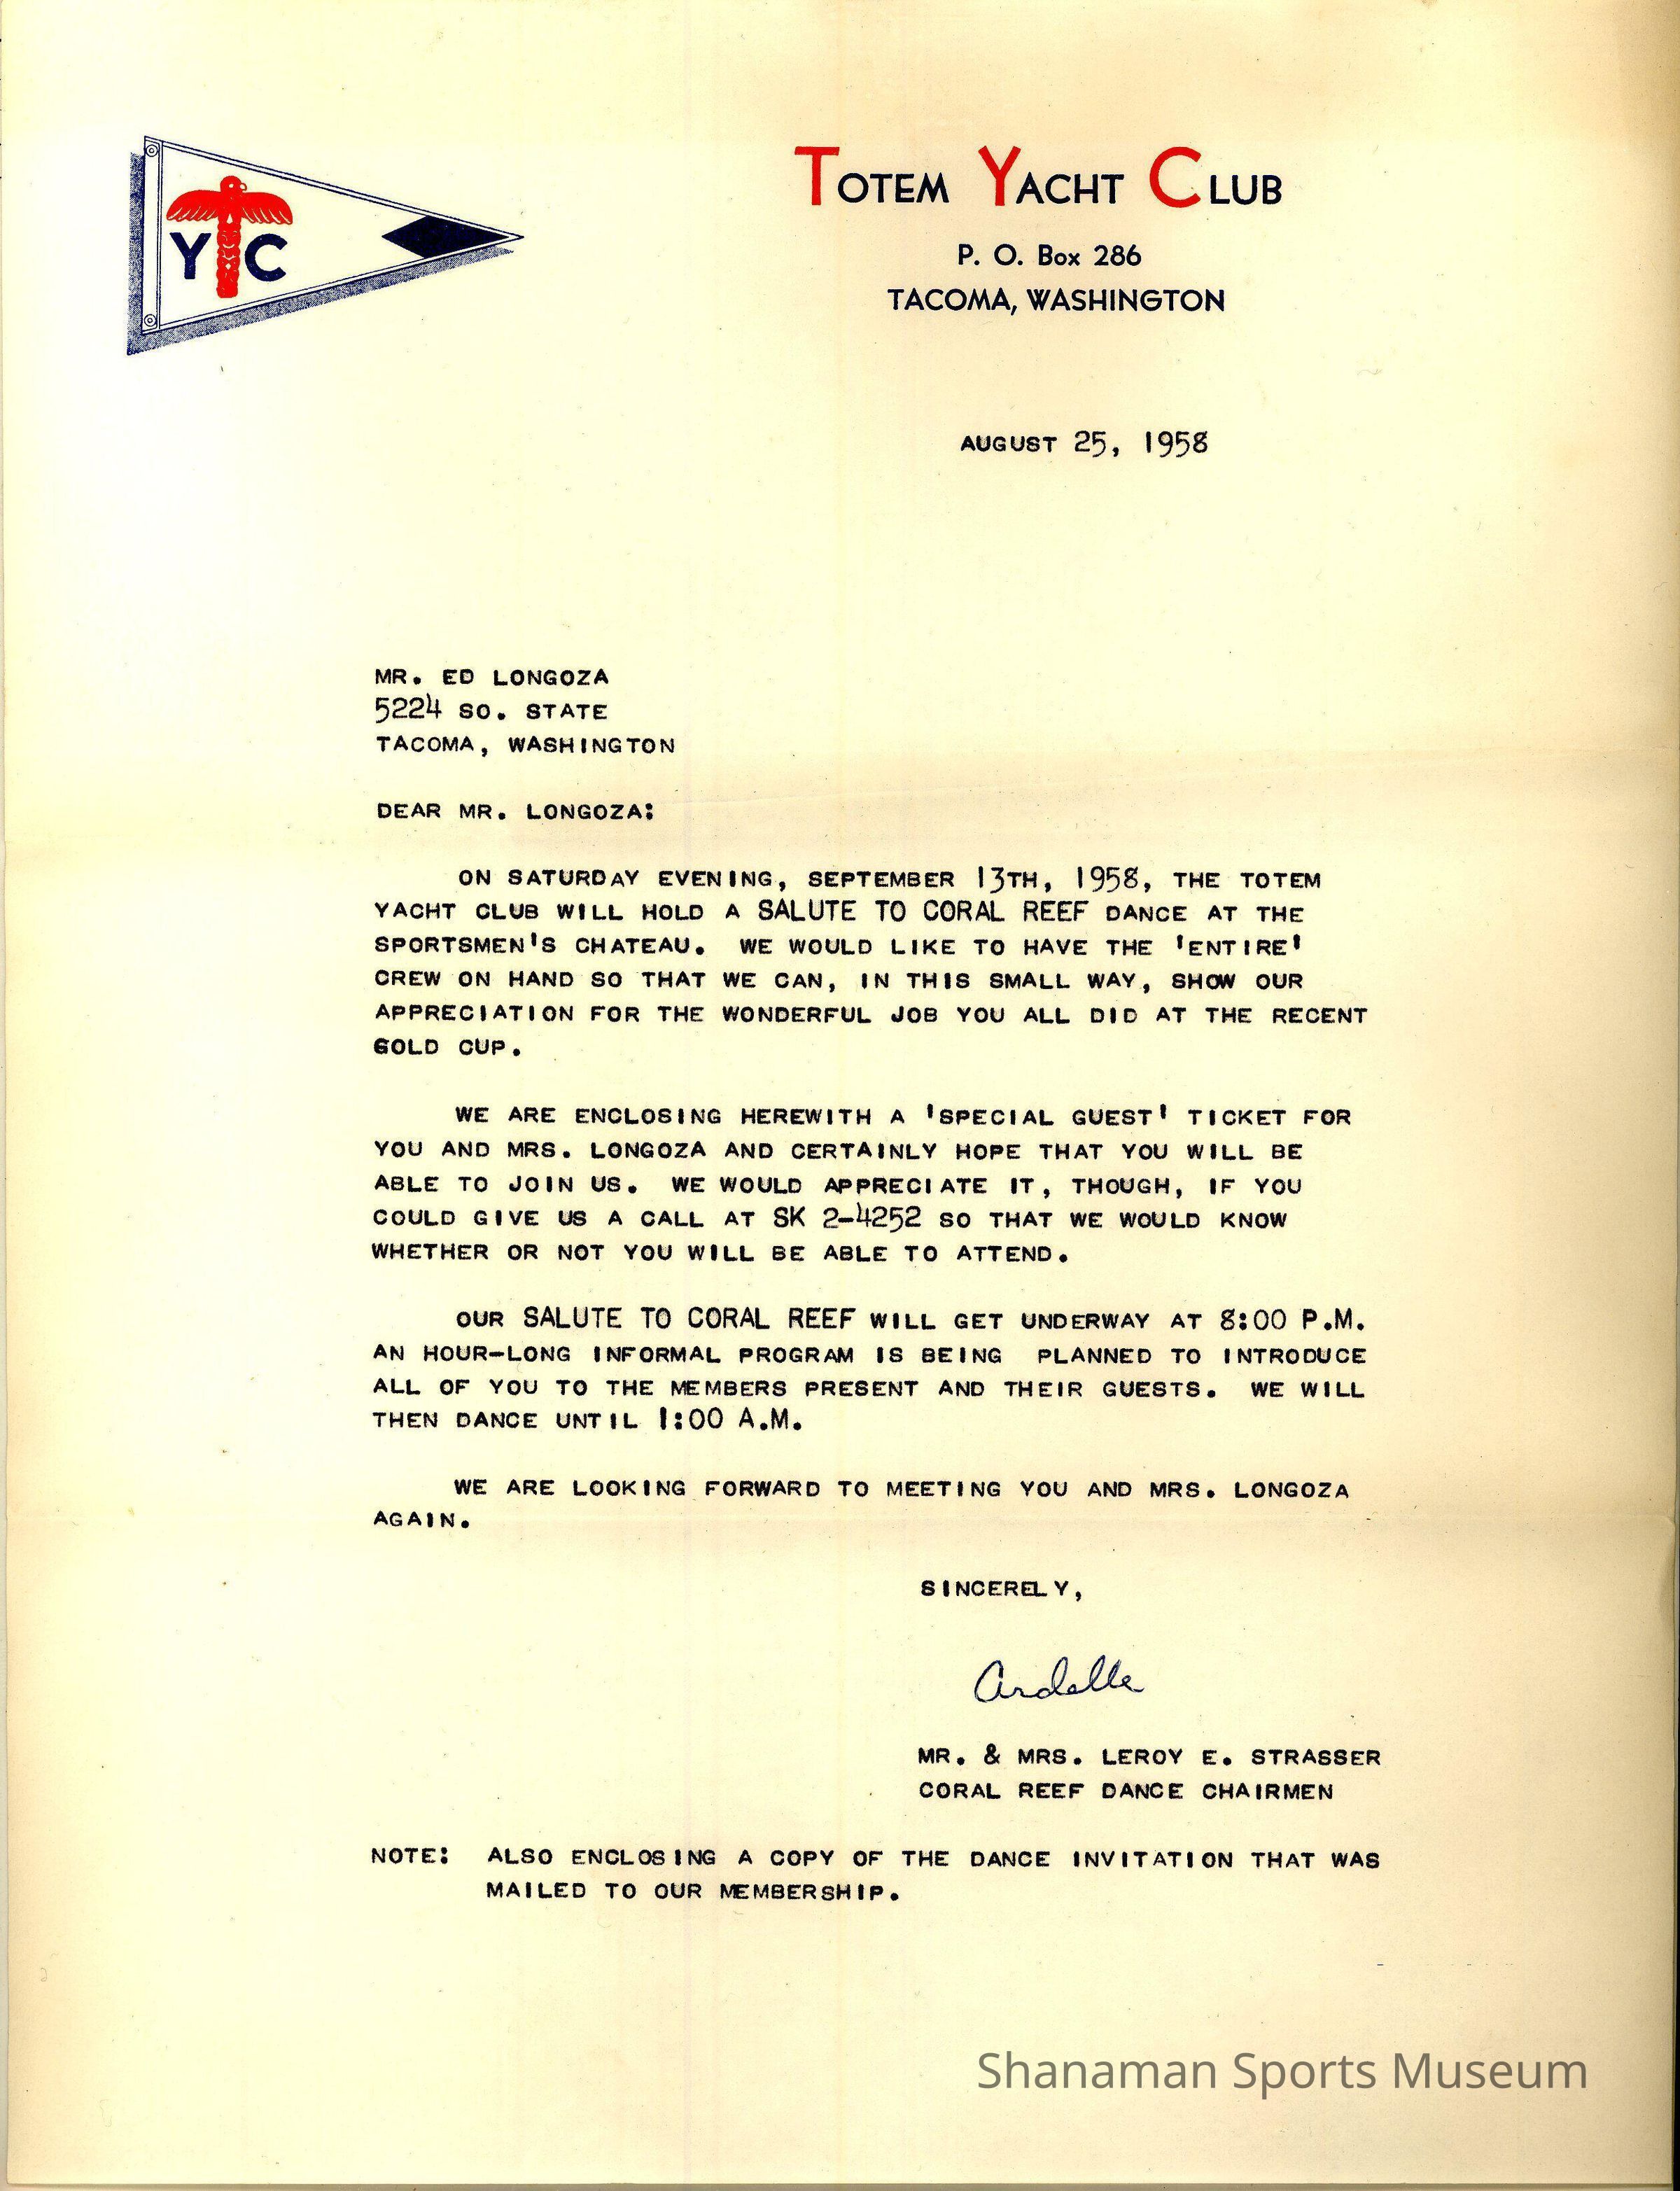 Y T C
TOTEM YACHT CLUB
P. O. Box 286
TACOMA, WASHINGTON
AUGUST 25, 1958
MR. ED LONGOZA
5224 SO. STATE
TACOMA, WASHINGTON
DEAR MR. LONGOZA:
ON SATURDAY EVENING, SEPTEMBER 13TH, 1958, THE TOTEM
YACHT CLUB WILL HOLD A SALUTE TO CORAL REEF DANCE AT THE
SPORTSMEN'S CHATEAU. WE WOULD LIKE TO HAVE THE 'ENTIRE'
CREW ON HAND SO THAT WE CAN, IN THIS SMALL WAY, SHOW OUR
APPRECIATION FOR THE WONDERFUL JOB YOU ALL DID AT THE RECENT
GOLD CUP.
WE ARE ENCLOSING HEREWITH A 'SPECIAL GUEST' TICKET FOR
YOU AND MRS. LONGOZA AND CERTAINLY HOPE THAT YOU WILL BE
ABLE TO JOIN US. WE WOULD APPRECIATE IT, THOUGH, IF YOU
COULD GIVE US A CALL AT SK 2-4252 SO THAT WE WOULD KNOW
WHETHER OR NOT YOU WILL BE ABLE TO ATTEND.
OUR SALUTE TO CORAL REEF WILL GET UNDERWAY AT 8:00 P.M.
AN HOUR-LONG INFORMAL PROGRAM IS BEING PLANNED TO INTRODUCE
ALL OF YOU TO THE MEMBERS PRESENT AND THEIR GUESTS. WE WILL
THEN DANCE UNTIL 1:00 A.M.
WE ARE LOOKING FORWARD TO MEETING YOU AND MRS. LONGOZA
AGAIN.
SINCERELY,
Ardelle
MR. & MRS. LEROY E. STRASSER
CORAL REEF DANCE CHAIRMEN
NOTE: ALSO ENCLOSING A COPY OF THE DANCE INVITATION THAT WAS
MAILED TO OUR MEMBERSHIP.
Shanaman Sports Museum